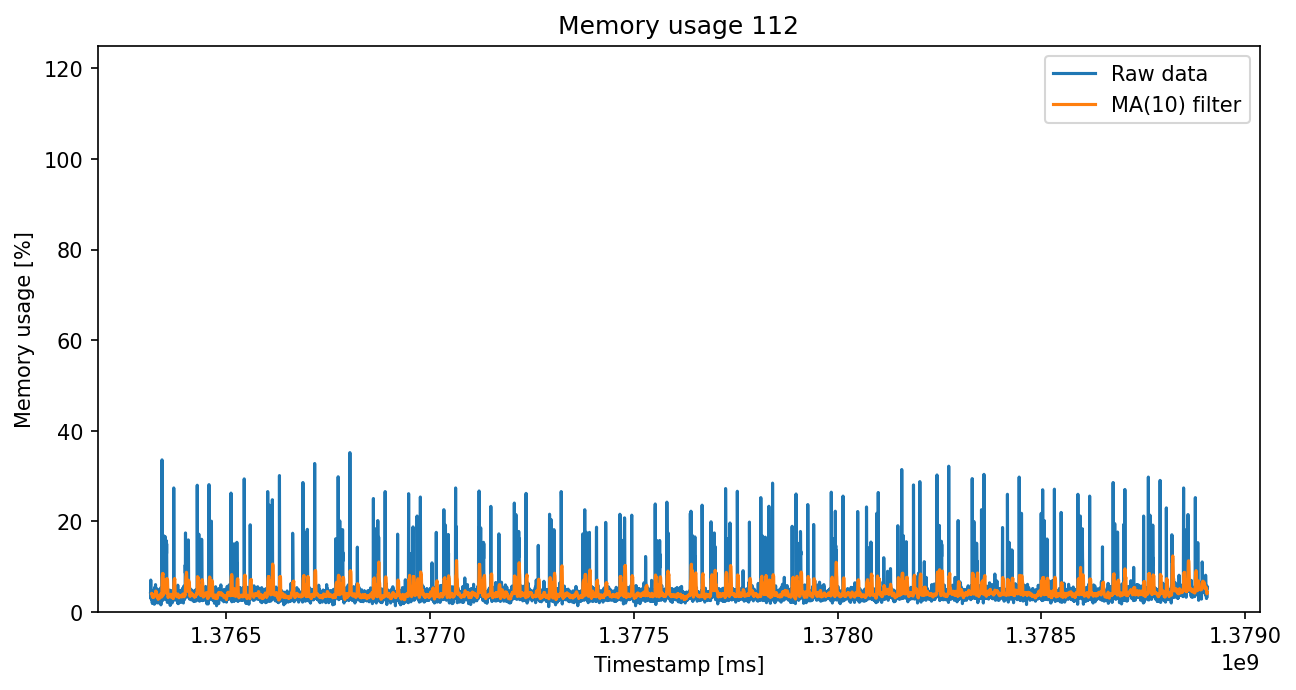 Memory usage 112
Raw data
MA(10) filter
Memory usage [%]
120
100
80
60
40
20
0
1.3765 1.3770 1.3775 1.3780 1.3785 1.3790
1e9
Timestamp [ms]